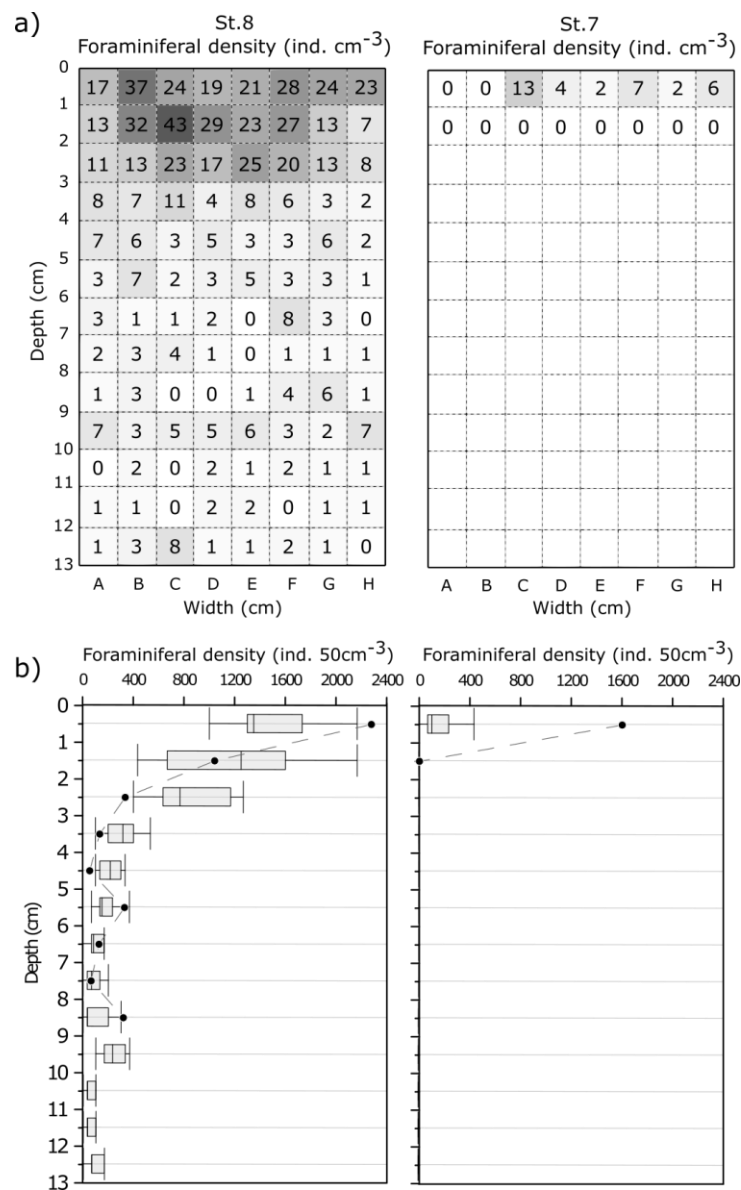 a)
St.8
Foraminiferal density (ind. cm⁻³)
St.7
Foraminiferal density (ind. cm⁻³)
0
17 37 24 19 21 28 24 23
0 0 13 4 2 7 2 6
1
13 32 43 29 23 27 13 7
0 0 0 0 0 0 0 0
2
11 13 23 17 25 20 13 8
3
8 7 11 4 8 6 3 2
4
7 6 3 5 3 3 6 2
5
3 7 2 3 5 3 3 1
6
3 1 1 2 0 8 3 0
7
2 3 4 1 0 1 1 1
8
1 3 0 0 1 4 6 1
9
7 3 5 5 6 3 2 7
10
0 2 0 2 1 2 1 1
11
1 1 0 2 2 0 1 1
12
1 3 8 1 1 2 1 0
13
Depth (cm)
A B C D E F G H
Width (cm)
A B C D E F G H
Width (cm)
b)
Foraminiferal density (ind. 50cm⁻³)
0 400 800 1200 1600 2000 2400
Foraminiferal density (ind. 50cm⁻³)
0 400 800 1200 1600 2000 2400
0
1
2
3
4
5
6
7
8
9
10
11
12
13
Depth (cm)